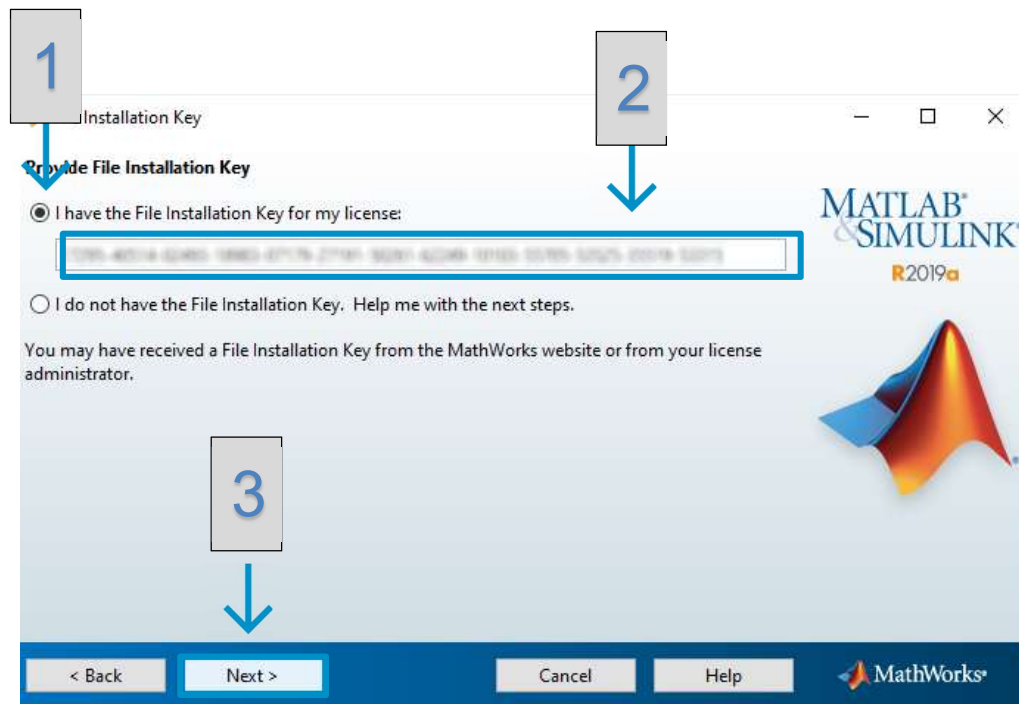 1
2
Installation Key
Provide File Installation Key
I have the File Installation Key for my license:
I do not have the File Installation Key. Help me with the next steps.
You may have received a File Installation Key from the MathWorks website or from your license
administrator.
MATLAB®
&SIMULINK®
R2019a
3
< Back
Next >
Cancel
Help
MathWorks®